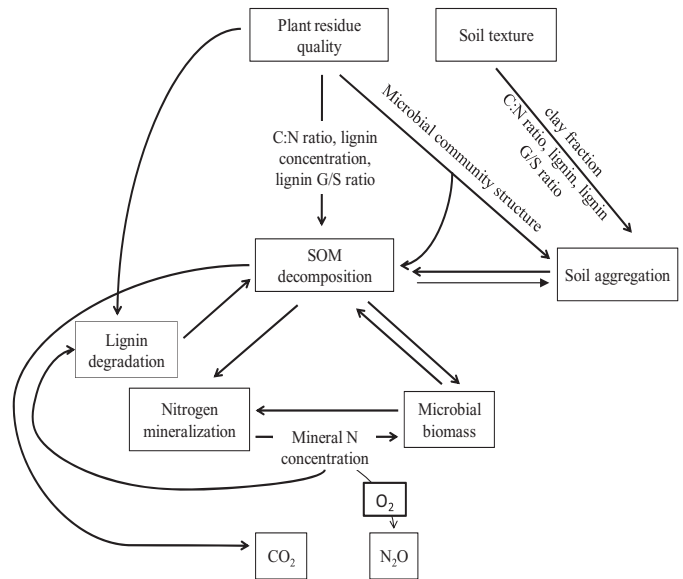 Plant residue
quality
Soil texture
C:N ratio, lignin
concentration,
lignin G/S ratio
Microbial community structure
clay fraction
C:N ratio, lignin, lignin
G/S ratio
SOM
decomposition
Soil aggregation
Lignin
degradation
Nitrogen
mineralization
Mineral N
concentration
Microbial
biomass
O₂
CO₂
N₂O